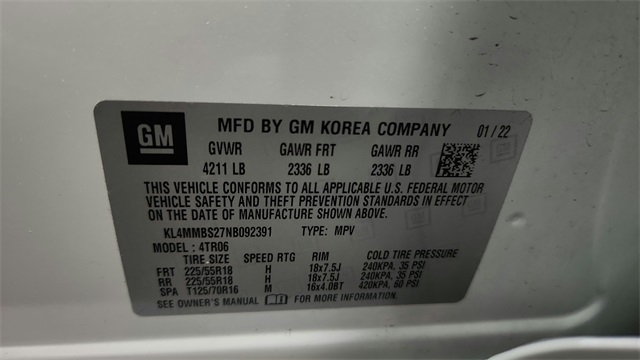 GM MFD BY GM KOREA COMPANY 01/22
GVWR GAWR FRT GAWR RR
4211 LB 2336 LB 2336 LB
THIS VEHICLE CONFORMS TO ALL APPLICABLE U.S. FEDERAL MOTOR
VEHICLE SAFETY AND THEFT PREVENTION STANDARDS IN EFFECT
ON THE DATE OF MANUFACTURE SHOWN ABOVE.
KL4MMBS27NB092391 TYPE: MPV
MODEL: 4TR06
TIRE SIZE SPEED RTG RIM COLD TIRE PRESSURE
FRT 225/55R18 H 18x7.5J 240KPA, 35 PSI
RR 225/55R18 H 18x7.5J 240KPA, 35 PSI
SPA T125/70R16 M 16x4.0BT 420KPA, 60 PSI
SEE OWNER'S MANUAL FOR MORE INFORMATION.